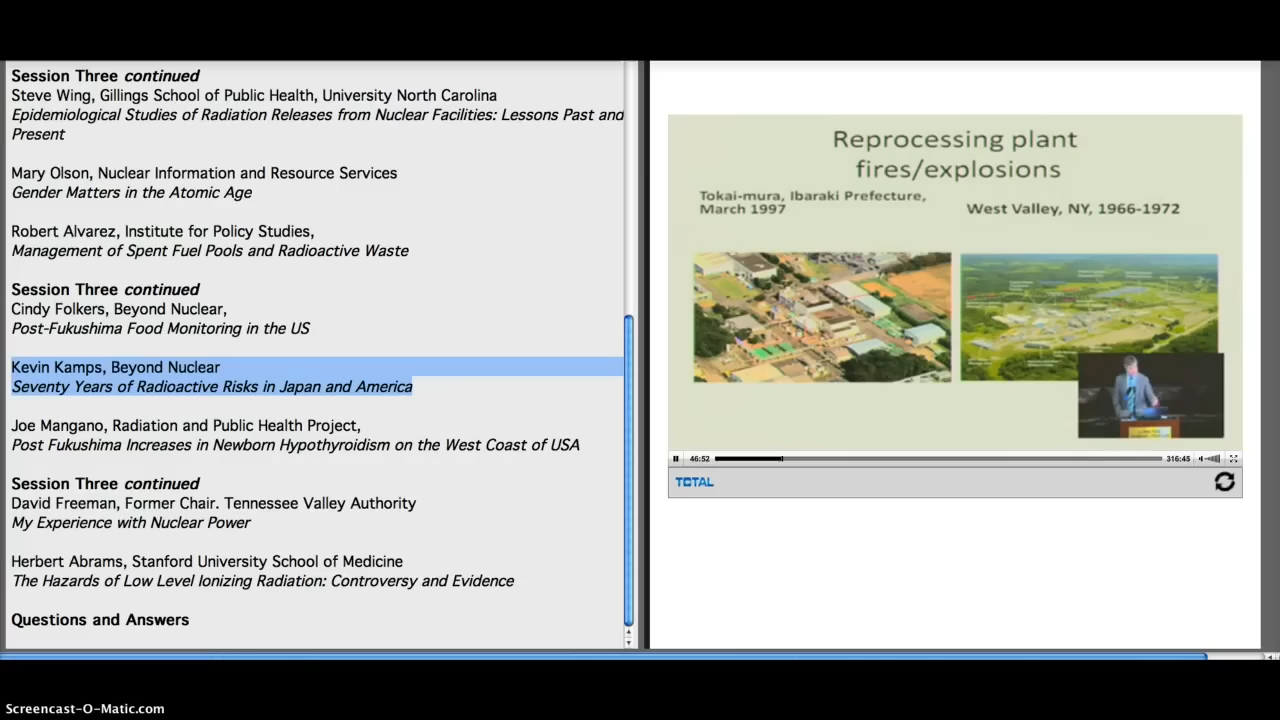 Session Three continued
Steve Wing, Gillings School of Public Health, University North Carolina
Epidemiological Studies of Radiation Releases from Nuclear Facilities: Lessons Past and
Present
Mary Olson, Nuclear Information and Resource Services
Gender Matters in the Atomic Age
Robert Alvarez, Institute for Policy Studies,
Management of Spent Fuel Pools and Radioactive Waste
Session Three continued
Cindy Folkers, Beyond Nuclear,
Post-Fukushima Food Monitoring in the US
Kevin Kamps, Beyond Nuclear
Seventy Years of Radioactive Risks in Japan and America
Joe Mangano, Radiation and Public Health Project,
Post Fukushima Increases in Newborn Hypothyroidism on the West Coast of USA
Session Three continued
David Freeman, Former Chair. Tennessee Valley Authority
My Experience with Nuclear Power
Herbert Abrams, Stanford University School of Medicine
The Hazards of Low Level Ionizing Radiation: Controversy and Evidence
Questions and Answers
Reprocessing plant
fires/explosions
Tokai-mura, Ibaraki Prefecture,
March 1997
West Valley, NY, 1966-1972
46:52
316:45
TOTAL
Screencast-O-Matic.com